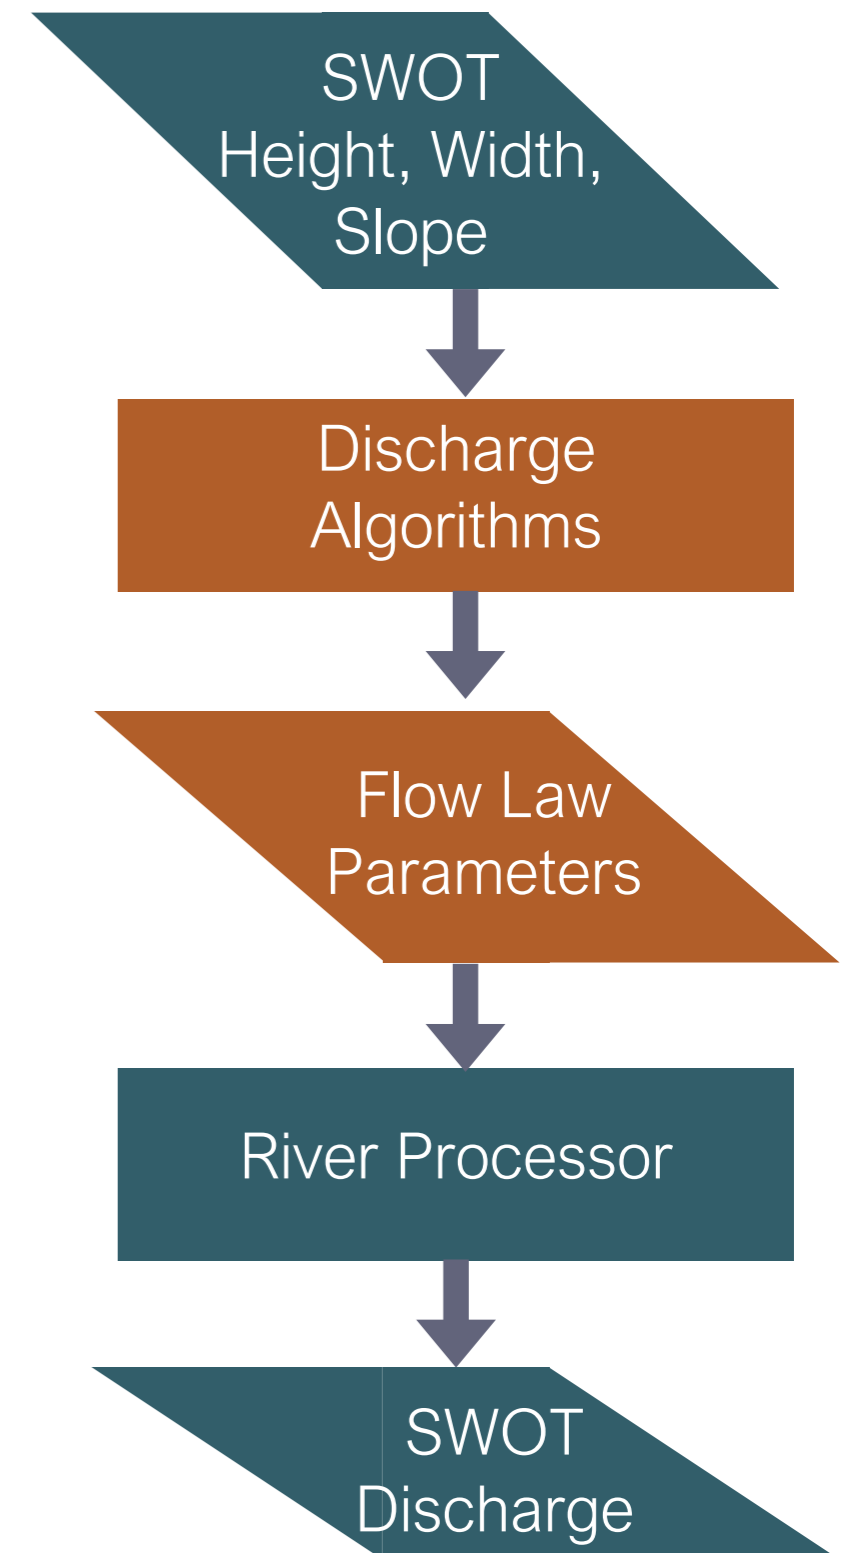 SWOT
Height, Width,
Slope
Discharge
Algorithms
Flow Law
Parameters
River Processor
SWOT
Discharge